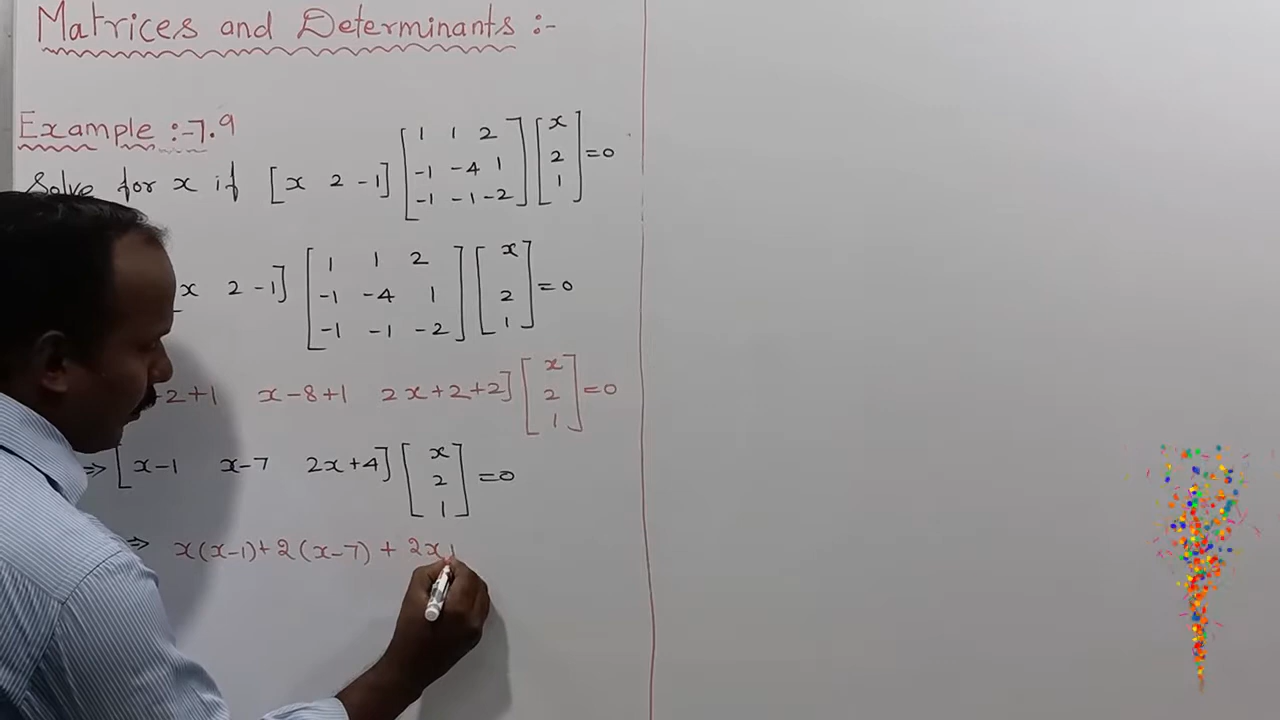 Matrices and Determinants :-
Example :-7.9
Solve for x if [x 2 -1] [1 1 2 -1 -4 1 -1 -1 -2] [x 2 1] =0
x 2 -1] [1 1 2 -1 -4 1 -1 -1 -2] [x 2 1] =0
-2+1 x-8+1 2x+2+2] [x 2 1] =0
⇒ [x-1 x-7 2x+4] [x 2 1] =0
⇒ x(x-1)+2(x-7) + 2x